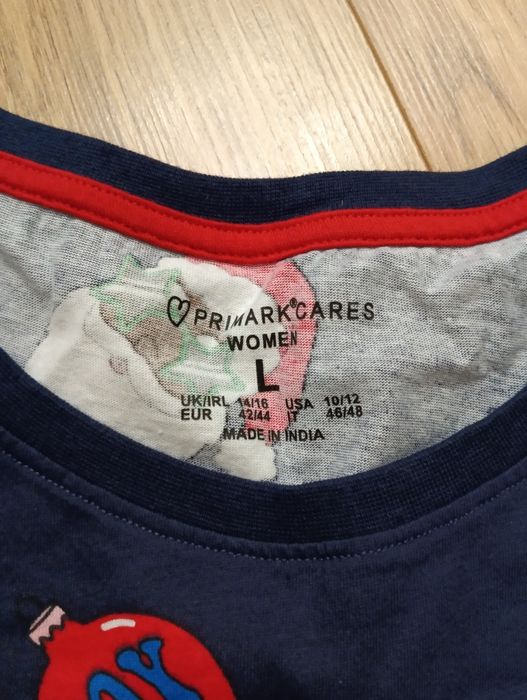 PRIMARK® CARES
WOMEN
L
UK/IRL 14/16 USA 10/12
EUR 42/44 IT 46/48
MADE IN INDIA